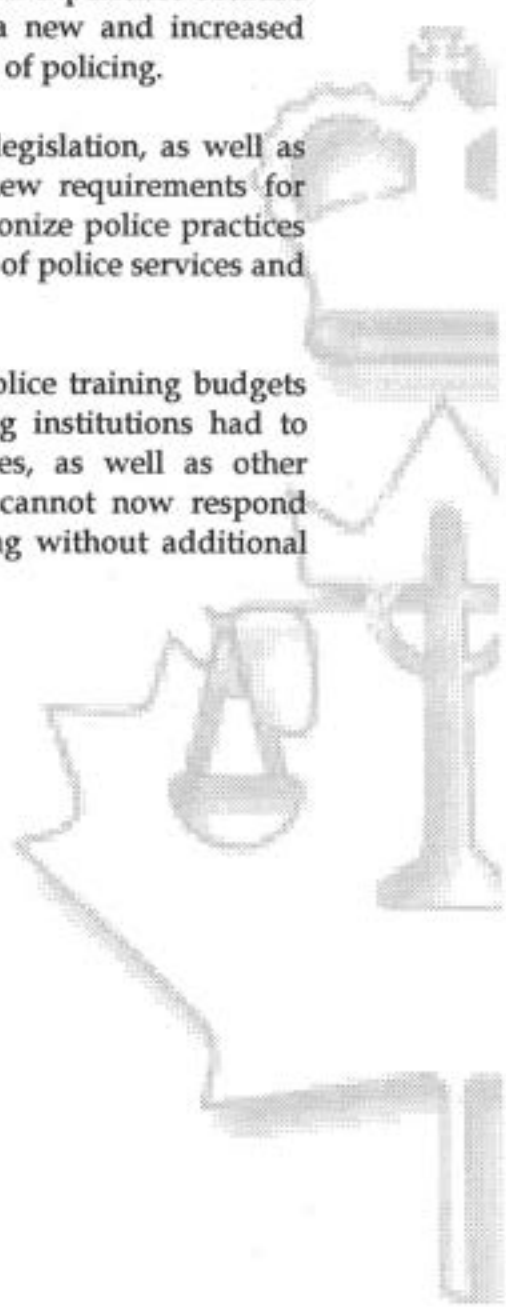 a new and increased
of policing.
legislation, as well as
ew requirements for
onize police practices
of police services and
olice training budgets
g institutions had to
es, as well as other
cannot now respond
ng without additional